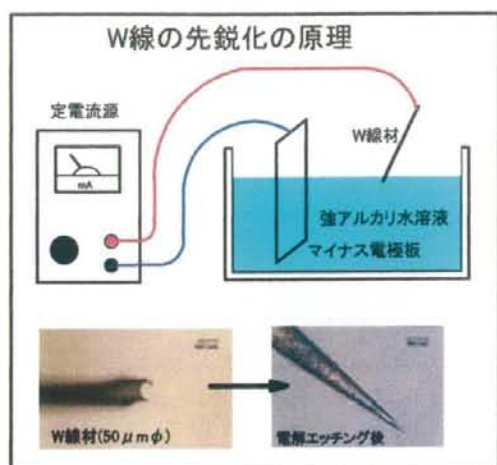 W線の先鋭化の原理
定電流源
mA
W線材
強アルカリ水溶液
マイナス電極板
W線材(50μmφ)
電解エッチング後